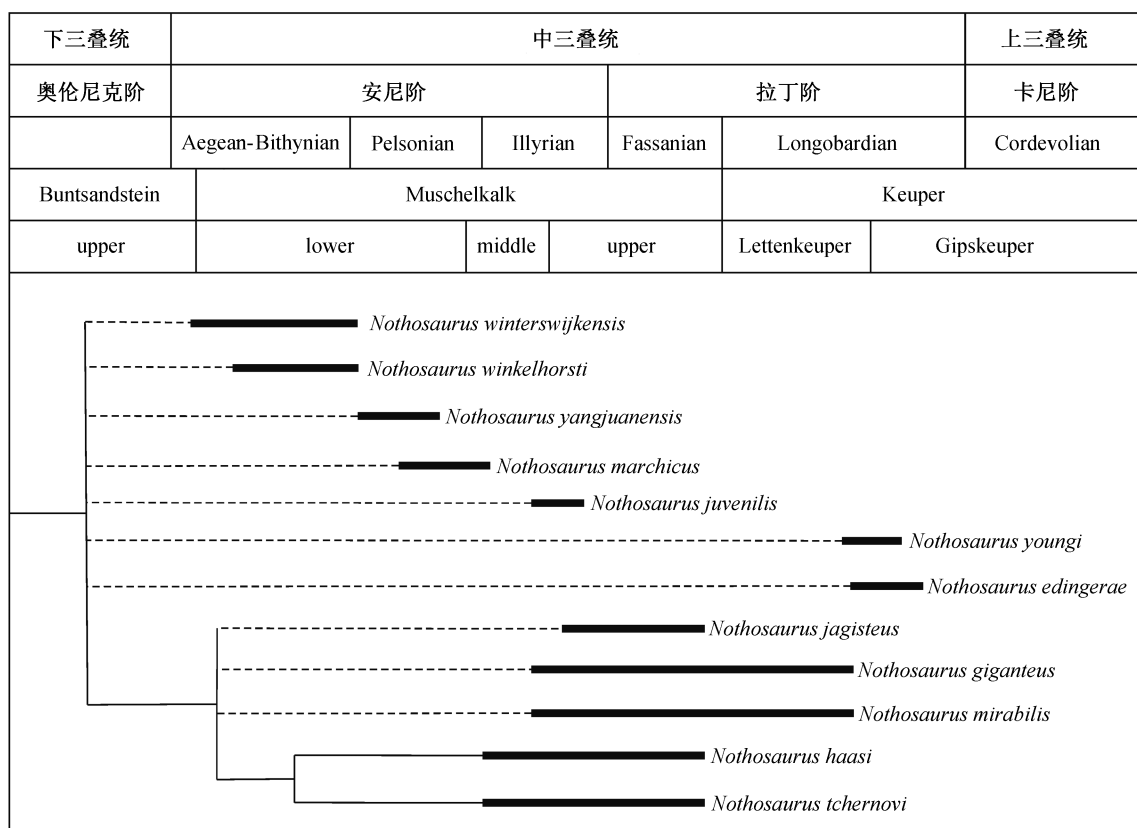 下三叠统 中三叠统 上三叠统
奥伦尼克阶 安尼阶 拉丁阶 卡尼阶
Aegean-Bithynian Pelsonian Illyrian Fassanian Longobardian Cordevolian
Buntsandstein Muschelkalk Keuper
upper lower middle upper Lettenkeuper Gipskeuper
Nothosaurus winterswijkensis
Nothosaurus winkelhorsti
Nothosaurus yangjuanensis
Nothosaurus marchicus
Nothosaurus juvenilis
Nothosaurus youngi
Nothosaurus edingerae
Nothosaurus jagisteus
Nothosaurus giganteus
Nothosaurus mirabilis
Nothosaurus haasi
Nothosaurus tchernovi